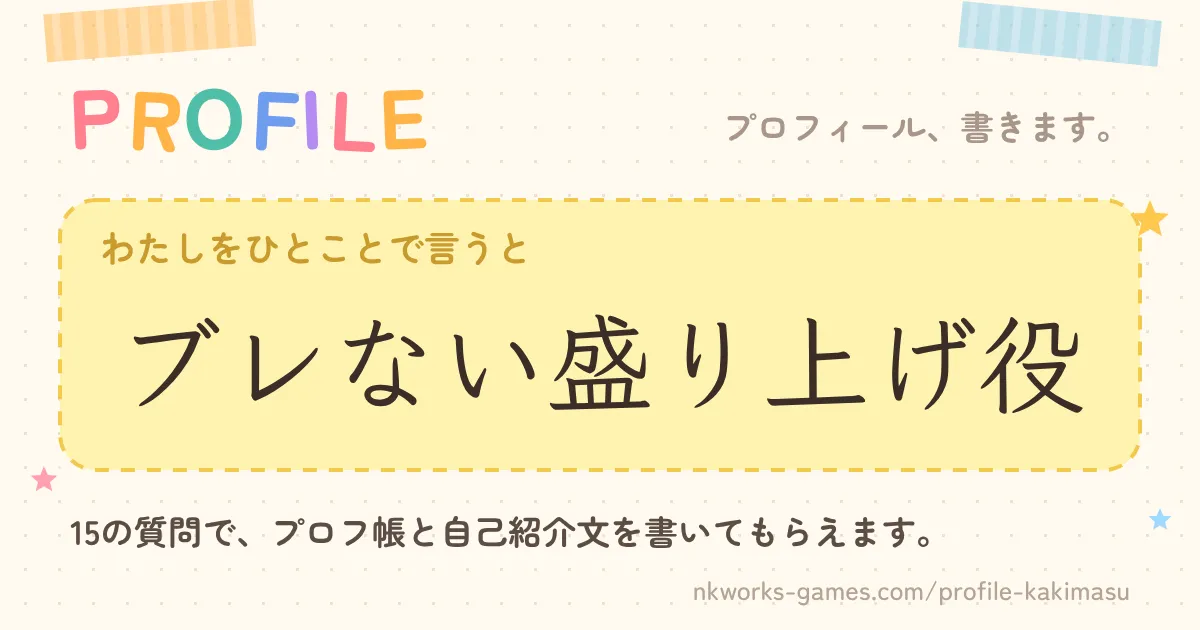 PROFILE
プロフィール、書きます。
わたしをひとことで言うと
ブレない盛り上げ役
15の質問で、プロフ帳と自己紹介文を書いてもらえます。
nkworks-games.com/profile-kakimasu